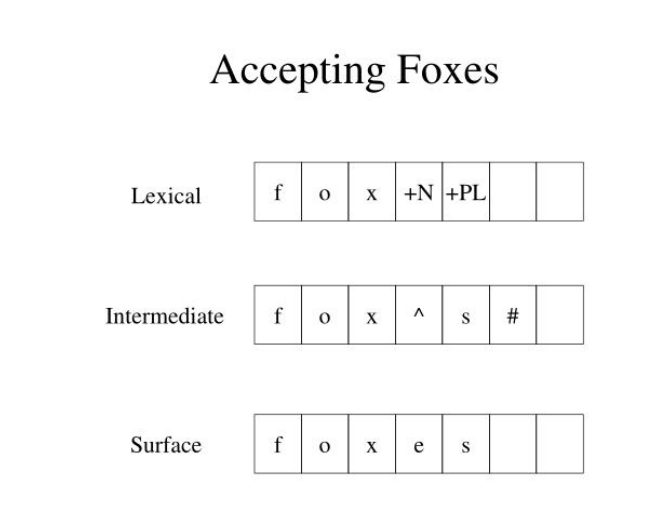 Accepting Foxes
Lexical f o x +N +PL
Intermediate f o x ^ s #
Surface f o x e s